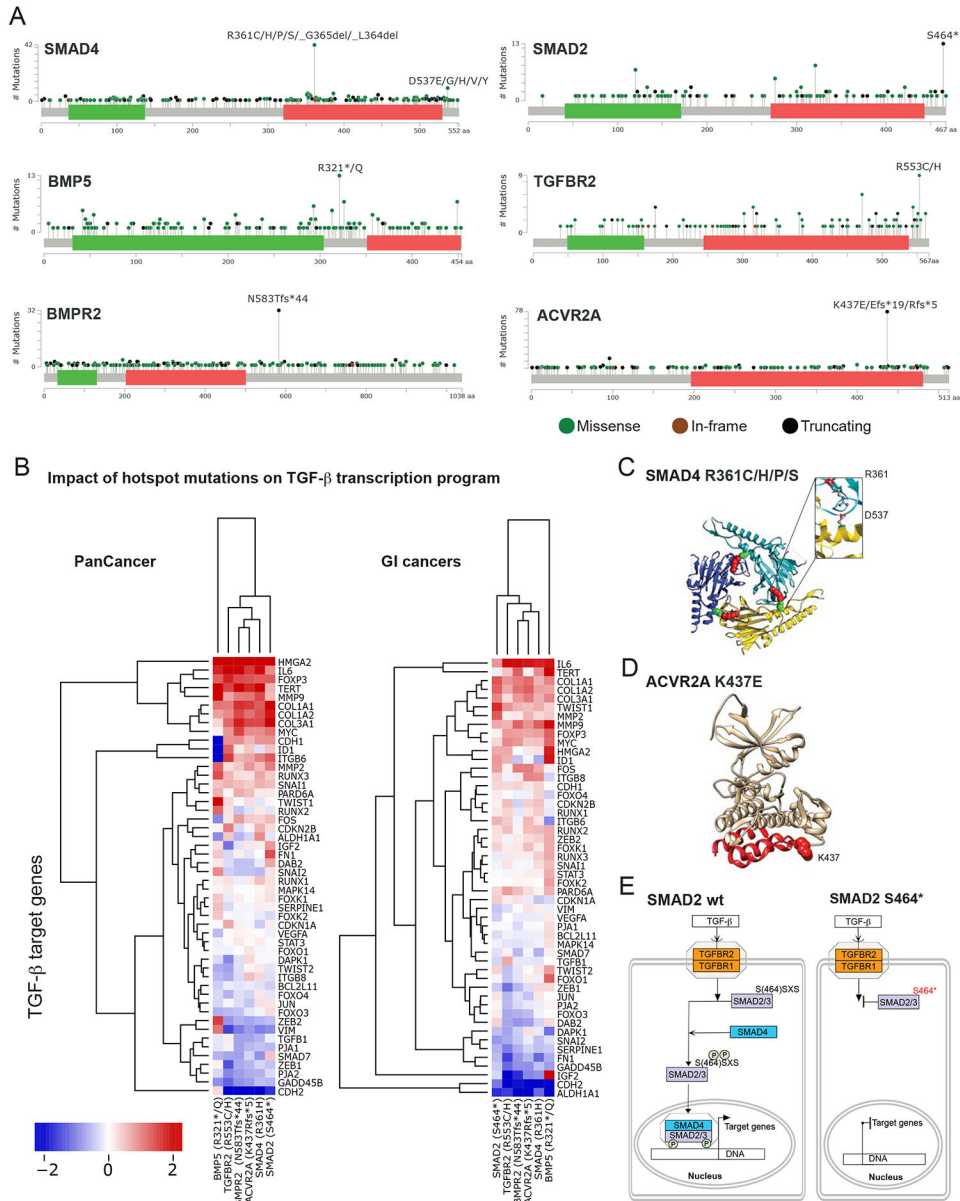 A
SMAD4
R361C/H/P/S/_G365del/_L364del
D537E/G/H/V/Y
# Mutations
42
0
0
100
200
300
400
500
552 aa
SMAD2
S464*
# Mutations
13
0
0
100
200
300
400
467 aa
BMP5
R321*/Q
# Mutations
13
0
0
100
200
300
400
454 aa
TGFBR2
R553C/H
# Mutations
9
0
0
100
200
300
400
500
567aa
BMPR2
N583Tfs*44
# Mutations
32
0
0
200
400
600
800
1038 aa
ACVR2A
K437E/Efs*19/Rfs*5
# Mutations
78
0
0
100
200
300
400
513 aa
Missense
In-frame
Truncating
B
Impact of hotspot mutations on TGF-β transcription program
PanCancer
GI cancers
TGF-β target genes
HMGA2
IL6
FOXP3
TERT
MMP9
COL1A1
COL1A2
COL3A1
MYC
CDH1
ID1
ITGB6
MMP2
RUNX3
SNAI1
PARD6A
TWIST1
RUNX2
FOS
CDKN2B
ALDH1A1
IGF2
FN1
DAB2
SNAI2
RUNX1
MAPK14
FOXK1
SERPINE1
FOXK2
CDKN1A
VEGFA
STAT3
FOXO1
DAPK1
TWIST2
ITGB8
BCL2L11
FOXO4
JUN
FOXO3
ZEB2
VIM
TGFB1
PJA1
SMAD7
ZEB1
PJA2
GADD45B
CDH2
BMP5 (R321*/Q)
TGFBR2 (R553C/H)
BMPR2 (N583Tfs*44)
ACVR2A (K437Rfs*5)
SMAD4 (R361H)
SMAD2 (S464*)
IL6
TERT
COL1A1
COL1A2
COL3A1
TWIST1
MMP2
MMP9
FOXP3
MYC
HMGA2
ID1
FOS
ITGB8
CDH1
FOXO4
CDKN2B
RUNX1
ITGB6
RUNX2
ZEB2
FOXK1
RUNX3
SNAI1
STAT3
FOXK2
PARD6A
CDKN1A
VIM
VEGFA
PJA1
BCL2L11
MAPK14
SMAD7
TGFB1
TWIST2
FOXO1
ZEB1
JUN
PJA2
FOXO3
DAB2
DAPK1
SNAI2
SERPINE1
FN1
GADD45B
IGF2
CDH2
ALDH1A1
SMAD2 (S464*)
TGFBR2 (R553C/H)
BMPR2 (N583Tfs*44)
ACVR2A (K437Rfs*5)
SMAD4 (R361H)
BMP5 (R321*/Q)
−2
0
2
C
SMAD4 R361C/H/P/S
R361
D537
D
ACVR2A K437E
K437
E
SMAD2 wt
TGF-β
TGFBR2
TGFBR1
S(464)SXS
SMAD2/3
SMAD4
P
P
S(464)SXS
SMAD2/3
SMAD4
SMAD2/3
P
P
Target genes
DNA
Nucleus
SMAD2 S464*
TGF-β
TGFBR2
TGFBR1
S464*
SMAD2/3
Target genes
DNA
Nucleus